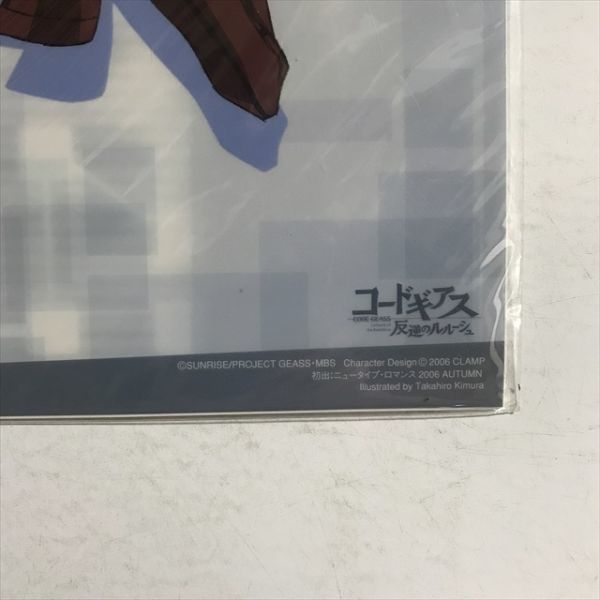 コードギアス
CODE GEASS
反逆のルルーシュ
©SUNRISE/PROJECT GEASS・MBS Character Design © 2006 CLAMP
初出:ニュータイプ・ロマンス 2006 AUTUMN
Illustrated by Takahiro Kimura